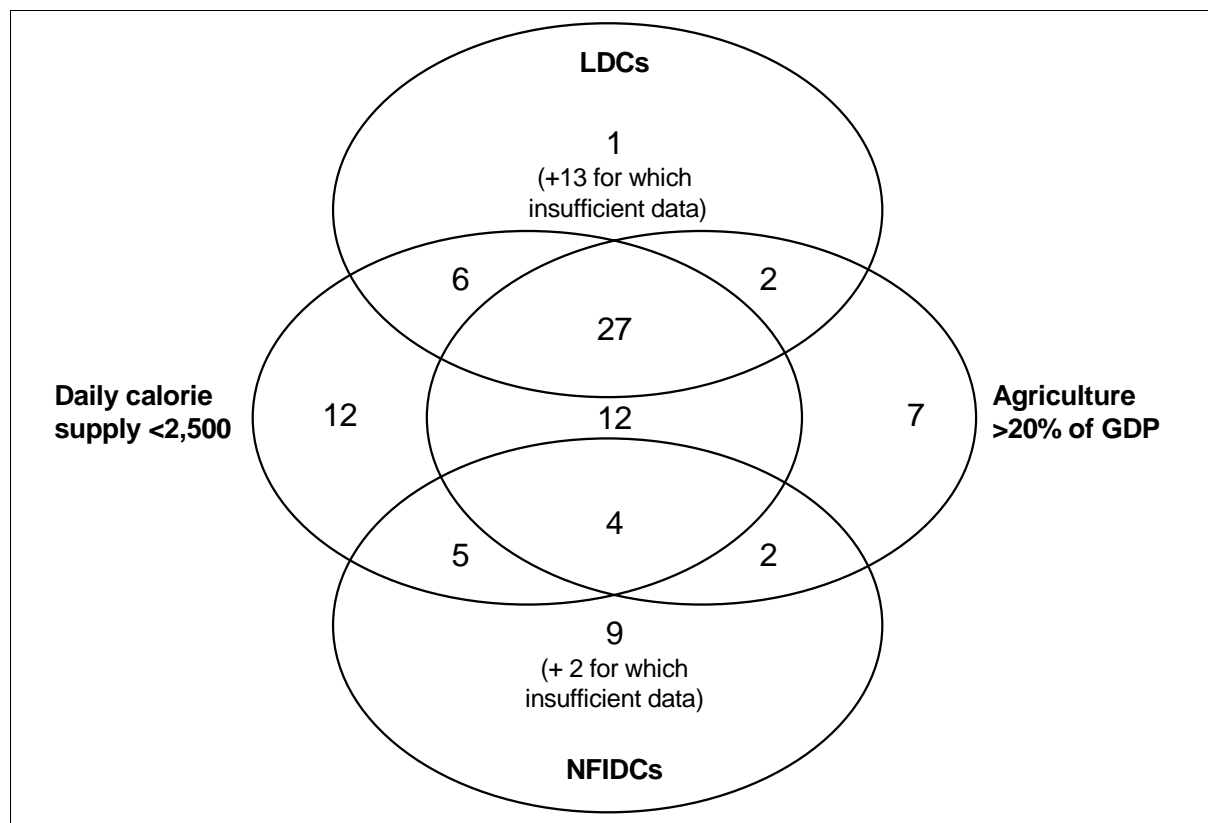 LDCs
1
(+13 for which
insufficient data)
6
2
27
Daily calorie
supply <2,500
12
12
7
Agriculture
>20% of GDP
4
5
2
9
(+ 2 for which
insufficient data)
NFIDCs